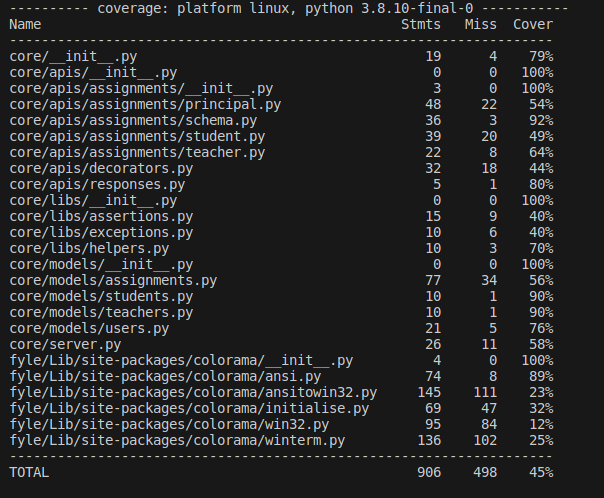 ---------- coverage: platform linux, python 3.8.10-final-0 -----------
Name                                                Stmts   Miss  Cover
--------------------------------------------------------------------
core/__init__.py                                       19      4    79%
core/apis/__init__.py                                   0      0   100%
core/apis/assignments/__init__.py                       3      0   100%
core/apis/assignments/principal.py                     48     22    54%
core/apis/assignments/schema.py                        36      3    92%
core/apis/assignments/student.py                       39     20    49%
core/apis/assignments/teacher.py                       22      8    64%
core/apis/decorators.py                                32     18    44%
core/apis/responses.py                                  5      1    80%
core/libs/__init__.py                                   0      0   100%
core/libs/assertions.py                                15      9    40%
core/libs/exceptions.py                                10      6    40%
core/libs/helpers.py                                   10      3    70%
core/models/__init__.py                                 0      0   100%
core/models/assignments.py                             77     34    56%
core/models/students.py                                10      1    90%
core/models/teachers.py                                10      1    90%
core/models/users.py                                   21      5    76%
core/server.py                                         26     11    58%
fyle/Lib/site-packages/colorama/__init__.py             4      0   100%
fyle/Lib/site-packages/colorama/ansi.py                74      8    89%
fyle/Lib/site-packages/colorama/ansitowin32.py        145    111    23%
fyle/Lib/site-packages/colorama/initialise.py          69     47    32%
fyle/Lib/site-packages/colorama/win32.py               95     84    12%
fyle/Lib/site-packages/colorama/winterm.py            136    102    25%
--------------------------------------------------------------------
TOTAL                                                 906    498    45%